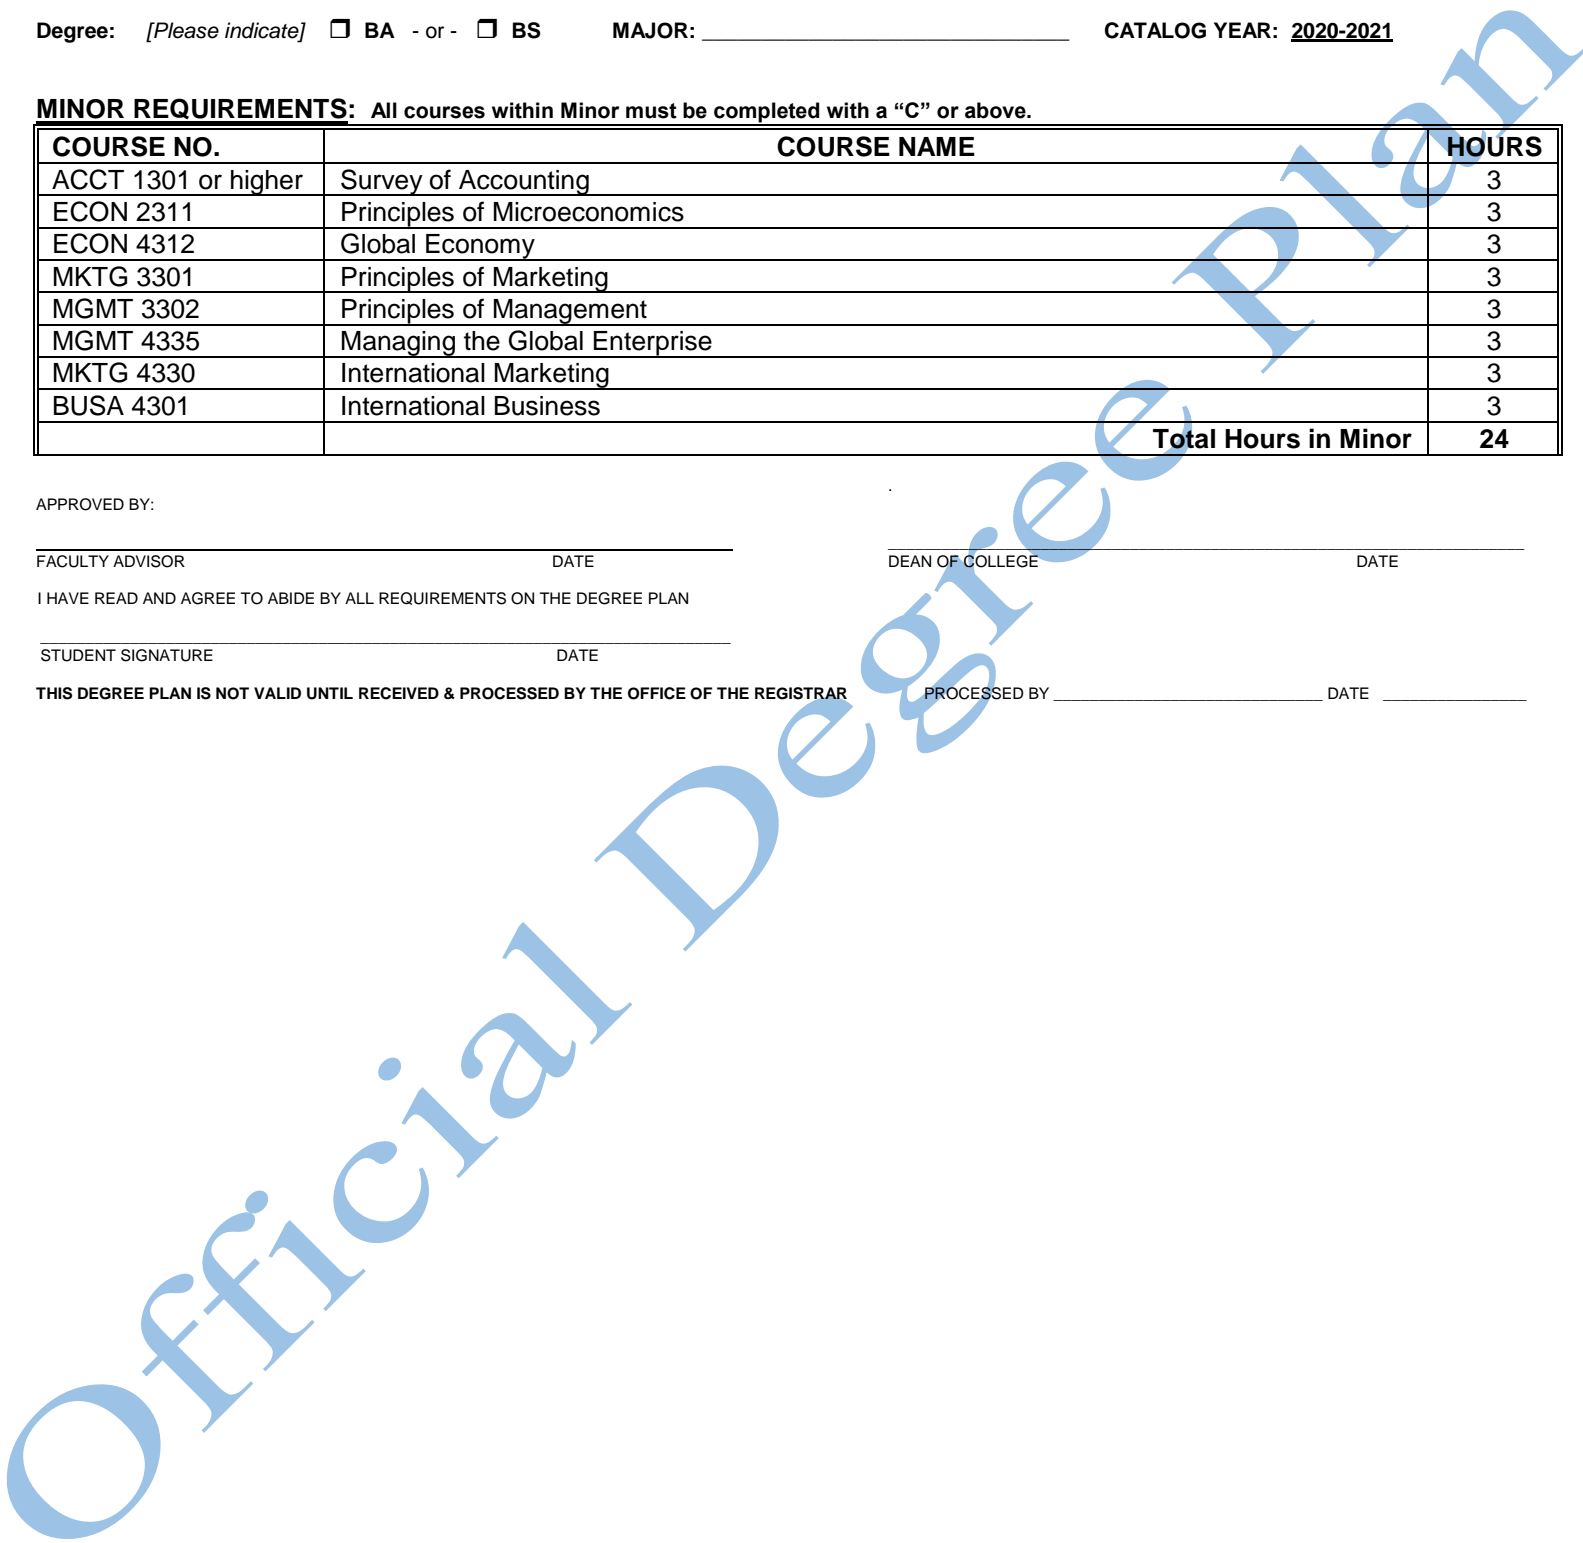 Degree: [Please indicate] ❒ BA - or - ❒ BS MAJOR: ______________________________ CATALOG YEAR: 2020-2021
MINOR REQUIREMENTS: All courses within Minor must be completed with a “C” or above.
COURSE NO. COURSE NAME HOURS
ACCT 1301 or higher Survey of Accounting 3
ECON 2311 Principles of Microeconomics 3
ECON 4312 Global Economy 3
MKTG 3301 Principles of Marketing 3
MGMT 3302 Principles of Management 3
MGMT 4335 Managing the Global Enterprise 3
MKTG 4330 International Marketing 3
BUSA 4301 International Business 3
Total Hours in Minor 24
.
APPROVED BY:
FACULTY ADVISOR DATE DEAN OF COLLEGE DATE
I HAVE READ AND AGREE TO ABIDE BY ALL REQUIREMENTS ON THE DEGREE PLAN
STUDENT SIGNATURE DATE
THIS DEGREE PLAN IS NOT VALID UNTIL RECEIVED & PROCESSED BY THE OFFICE OF THE REGISTRAR PROCESSED BY ______________________________ DATE ________________
Official Degree Plan